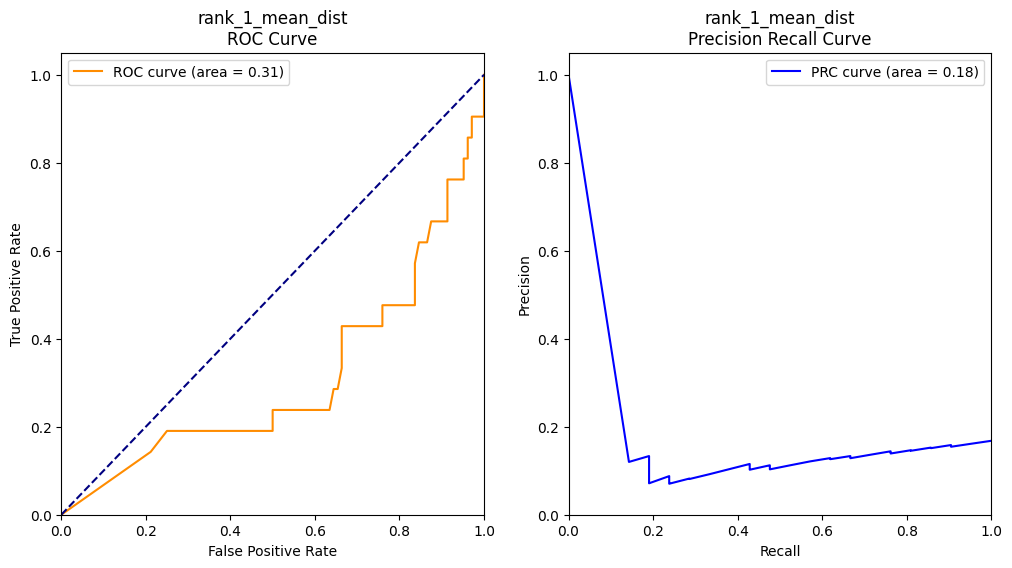 rank_1_mean_dist
ROC Curve
ROC curve (area = 0.31)
True Positive Rate
1.0
0.8
0.6
0.4
0.2
0.0
0.0 0.2 0.4 0.6 0.8 1.0
False Positive Rate
rank_1_mean_dist
Precision Recall Curve
PRC curve (area = 0.18)
Precision
1.0
0.8
0.6
0.4
0.2
0.0
0.0 0.2 0.4 0.6 0.8 1.0
Recall